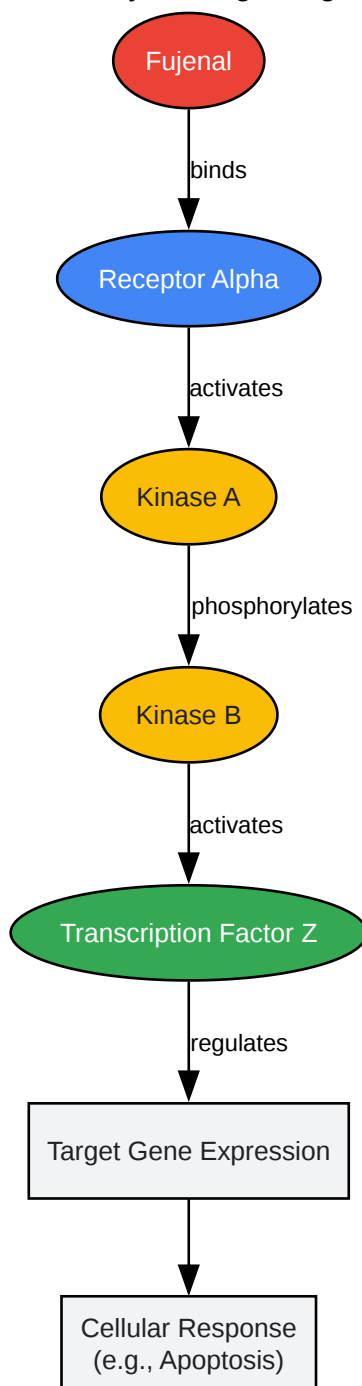 Fujenal
binds
Receptor Alpha
activates
Kinase A
phosphorylates
Kinase B
activates
Transcription Factor Z
regulates
Target Gene Expression
Cellular Response
(e.g., Apoptosis)